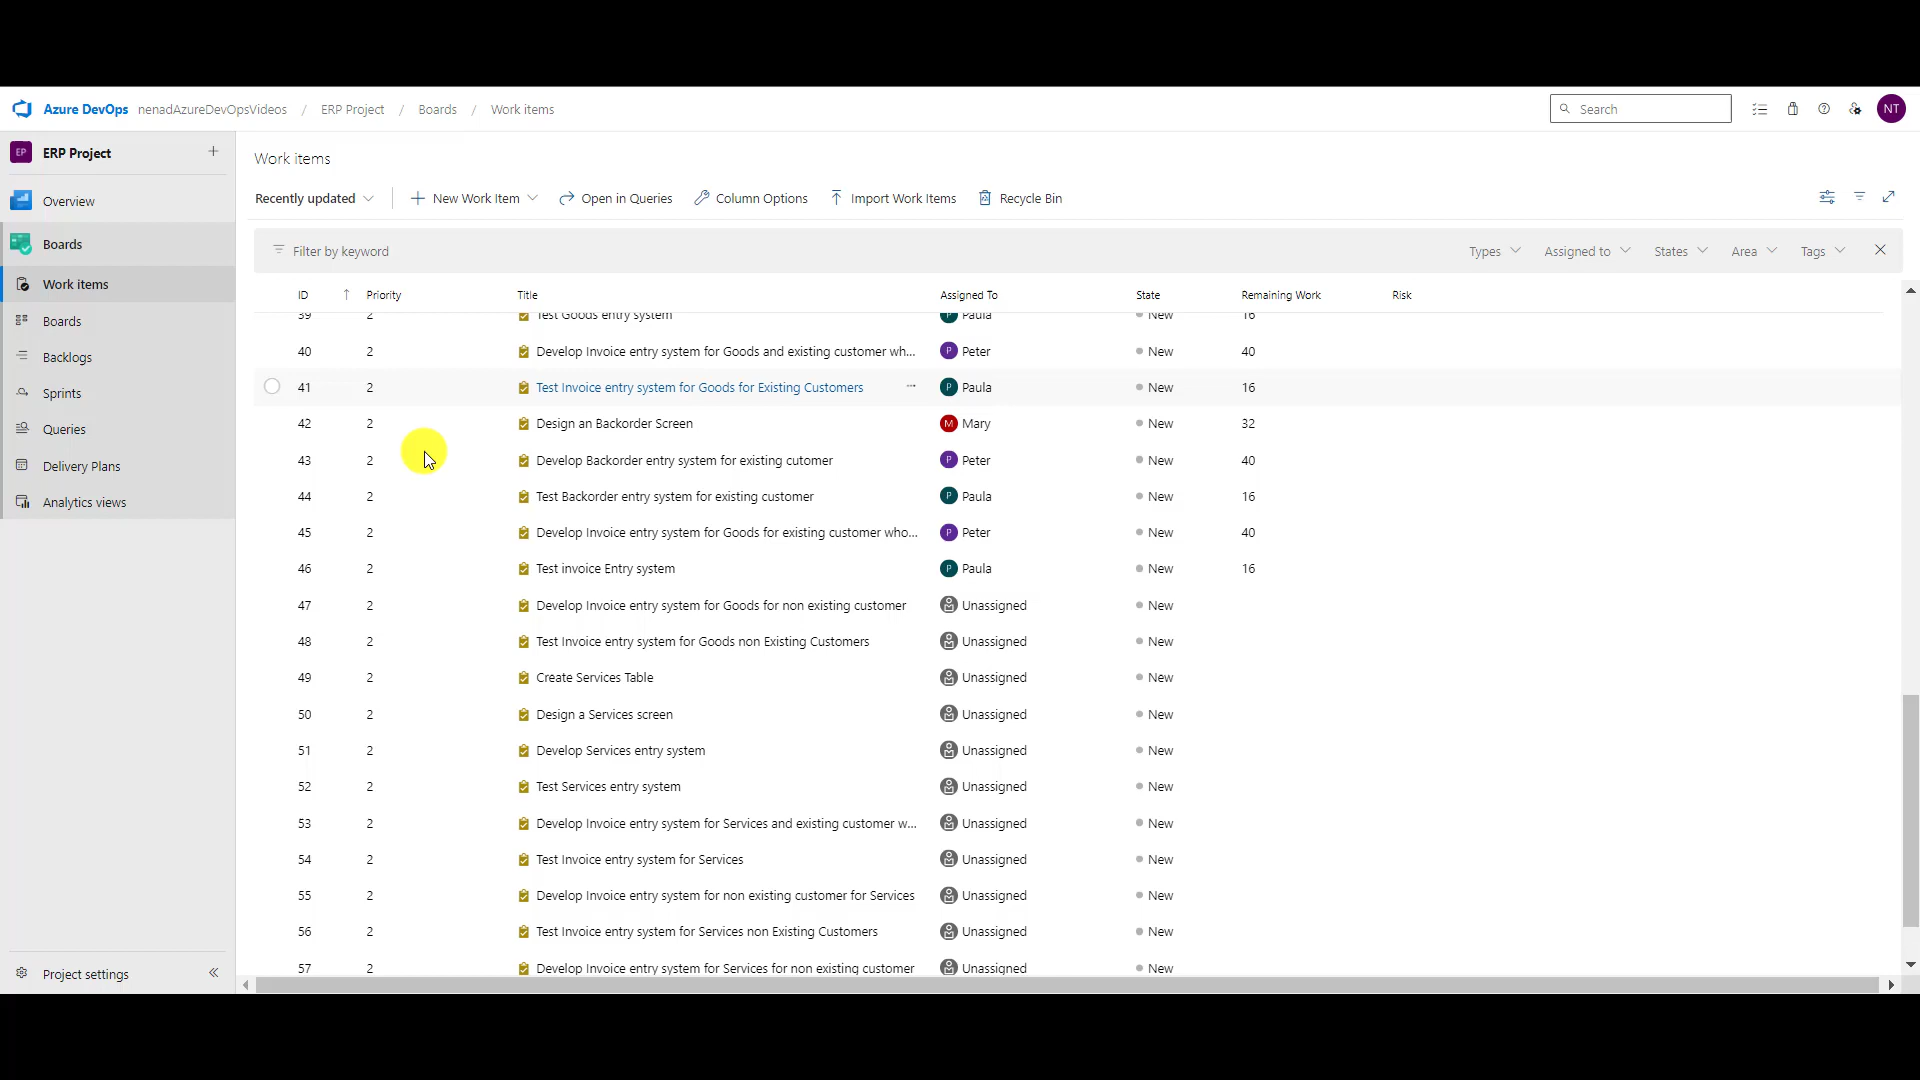 Azure DevOps nenadAzureDevOpsVideos / ERP Project / Boards / Work items Search NT
EP ERP Project +
Overview
Boards
Work items
Boards
Backlogs
Sprints
Queries
Delivery Plans
Analytics views
Project settings
Work items
Recently updated New Work Item Open in Queries Column Options Import Work Items Recycle Bin
Filter by keyword Types Assigned to States Area Tags
ID Priority Title Assigned To State Remaining Work Risk
39 2 Test Goods entry system P Paula New 16
40 2 Develop Invoice entry system for Goods and existing customer wh... P Peter New 40
41 2 Test Invoice entry system for Goods for Existing Customers ... P Paula New 16
42 2 Design an Backorder Screen M Mary New 32
43 2 Develop Backorder entry system for existing cutomer P Peter New 40
44 2 Test Backorder entry system for existing customer P Paula New 16
45 2 Develop Invoice entry system for Goods for existing customer who... P Peter New 40
46 2 Test invoice Entry system P Paula New 16
47 2 Develop Invoice entry system for Goods for non existing customer Unassigned New
48 2 Test Invoice entry system for Goods non Existing Customers Unassigned New
49 2 Create Services Table Unassigned New
50 2 Design a Services screen Unassigned New
51 2 Develop Services entry system Unassigned New
52 2 Test Services entry system Unassigned New
53 2 Develop Invoice entry system for Services and existing customer w... Unassigned New
54 2 Test Invoice entry system for Services Unassigned New
55 2 Develop Invoice entry system for non existing customer for Services Unassigned New
56 2 Test Invoice entry system for Services non Existing Customers Unassigned New
57 2 Develop Invoice entry system for Services for non existing customer Unassigned New